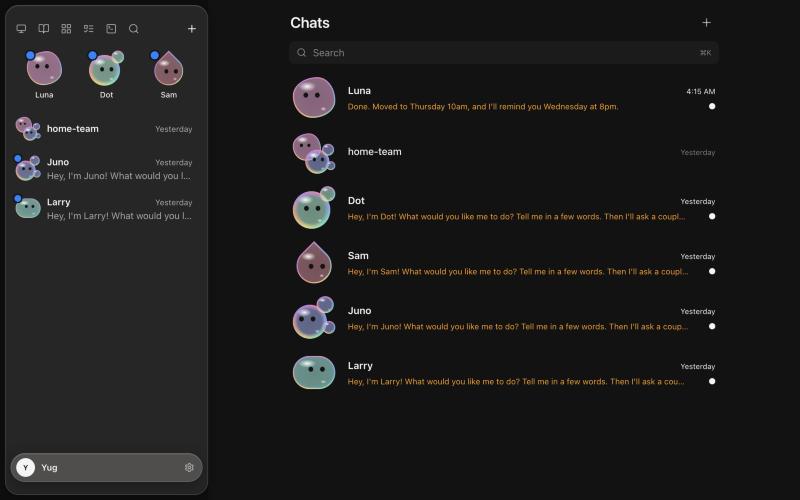 Luna
Dot
Sam
home-team
Yesterday
Juno
Yesterday
Hey, I'm Juno! What would you l...
Larry
Yesterday
Hey, I'm Larry! What would you l...
Y
Yug
Chats
Search
⌘K
Luna
4:15 AM
Done. Moved to Thursday 10am, and I'll remind you Wednesday at 8pm.
home-team
Yesterday
Dot
Yesterday
Hey, I'm Dot! What would you like me to do? Tell me in a few words. Then I'll ask a coupl...
Sam
Yesterday
Hey, I'm Sam! What would you like me to do? Tell me in a few words. Then I'll ask a coupl...
Juno
Yesterday
Hey, I'm Juno! What would you like me to do? Tell me in a few words. Then I'll ask a coup...
Larry
Yesterday
Hey, I'm Larry! What would you like me to do? Tell me in a few words. Then I'll ask a cou...